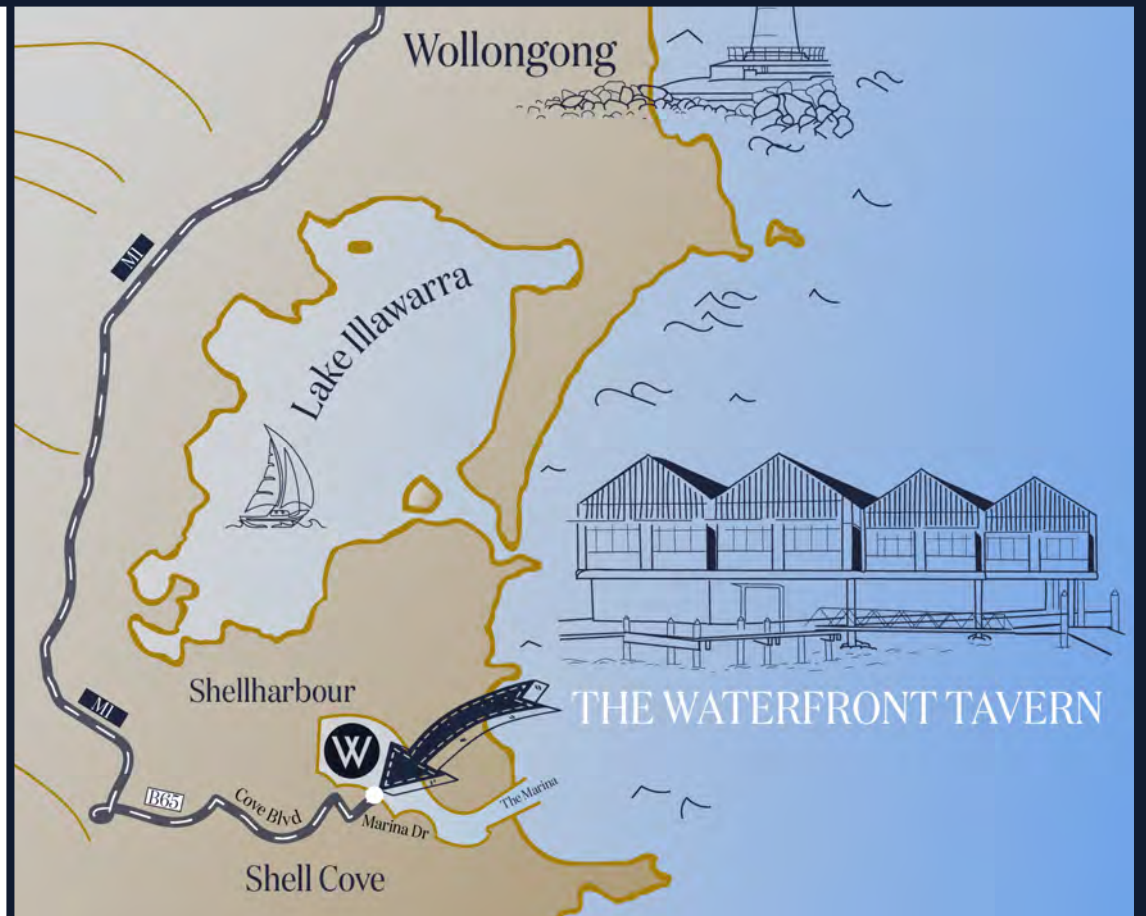 Wollongong
M1
Lake Illawarra
THE WATERFRONT TAVERN
Shellharbour
M1
W
The Marina
B65
Cove Blvd
Marina Dr
Shell Cove